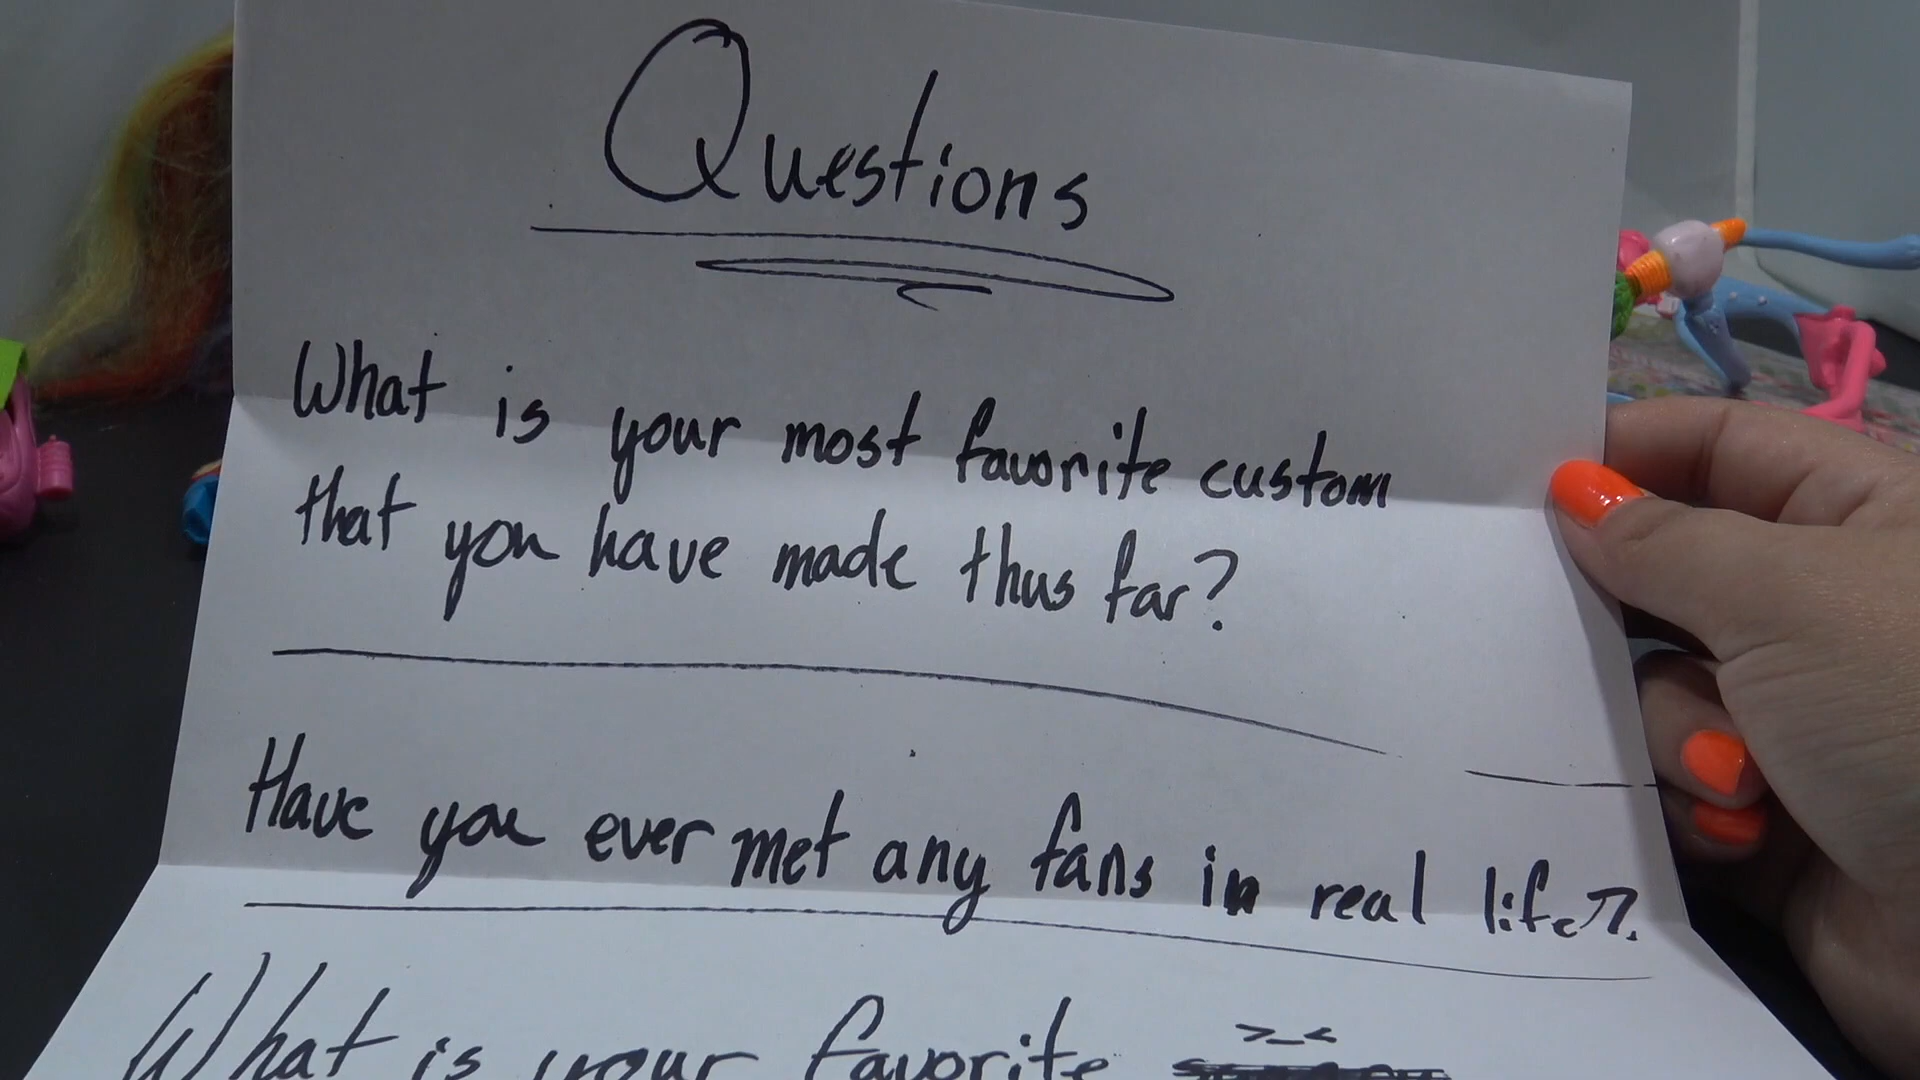 Questions
What is your most favorite custom
that you have made thus far?
Have you ever met any fans in real life?
What is your favorite >_<